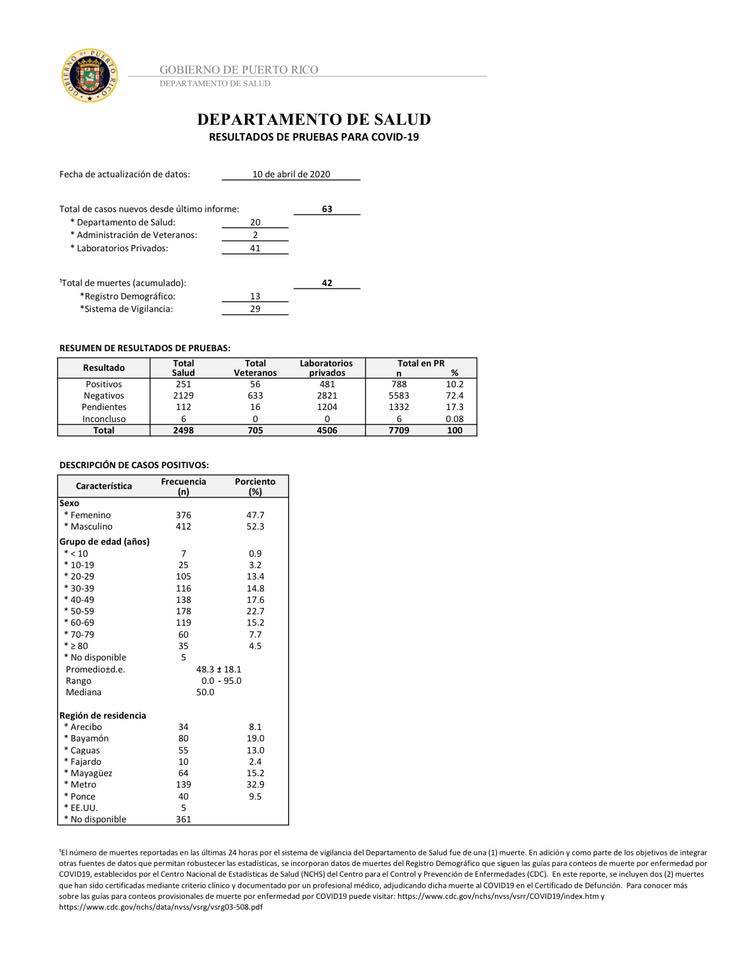 GOBIERNO DE PUERTO RICO
DEPARTAMENTO DE SALUD
DEPARTAMENTO DE SALUD
RESULTADOS DE PRUEBAS PARA COVID-19
Fecha de actualización de datos: 10 de abril de 2020
Total de casos nuevos desde último informe: 63
* Departamento de Salud: 20
* Administración de Veteranos: 2
* Laboratorios Privados: 41
¹Total de muertes (acumulado): 42
*Registro Demográfico: 13
*Sistema de Vigilancia: 29
RESUMEN DE RESULTADOS DE PRUEBAS:
Resultado Total Salud Total Veteranos Laboratorios privados Total en PR n %
Positivos 251 56 481 788 10.2
Negativos 2129 633 2821 5583 72.4
Pendientes 112 16 1204 1332 17.3
Inconcluso 6 0 0 6 0.08
Total 2498 705 4506 7709 100
DESCRIPCIÓN DE CASOS POSITIVOS:
Característica Frecuencia (n) Porciento (%)
Sexo
* Femenino 376 47.7
* Masculino 412 52.3
Grupo de edad (años)
* < 10 7 0.9
* 10-19 25 3.2
* 20-29 105 13.4
* 30-39 116 14.8
* 40-49 138 17.6
* 50-59 178 22.7
* 60-69 119 15.2
* 70-79 60 7.7
* ≥ 80 35 4.5
* No disponible 5
Promedio±d.e. 48.3 ± 18.1
Rango 0.0 - 95.0
Mediana 50.0
Región de residencia
* Arecibo 34 8.1
* Bayamón 80 19.0
* Caguas 55 13.0
* Fajardo 10 2.4
* Mayagüez 64 15.2
* Metro 139 32.9
* Ponce 40 9.5
* EE.UU. 5
* No disponible 361
¹El número de muertes reportadas en las últimas 24 horas por el sistema de vigilancia del Departamento de Salud fue de una (1) muerte. En adición y como parte de los objetivos de integrar
otras fuentes de datos que permitan robustecer las estadísticas, se incorporan datos de muertes del Registro Demográfico que siguen las guías para conteos de muerte por enfermedad por
COVID19, establecidos por el Centro Nacional de Estadísticas de Salud (NCHS) del Centro para el Control y Prevención de Enfermedades (CDC). En este reporte, se incluyen dos (2) muertes
que han sido certificadas mediante criterio clínico y documentado por un profesional médico, adjudicando dicha muerte al COVID19 en el Certificado de Defunción. Para conocer más
sobre las guías para conteos provisionales de muerte por enfermedad por COVID19 puede visitar: https://www.cdc.gov/nchs/nvss/vsrr/COVID19/index.htm y
https://www.cdc.gov/nchs/data/nvss/vsrg/vsrg03-508.pdf